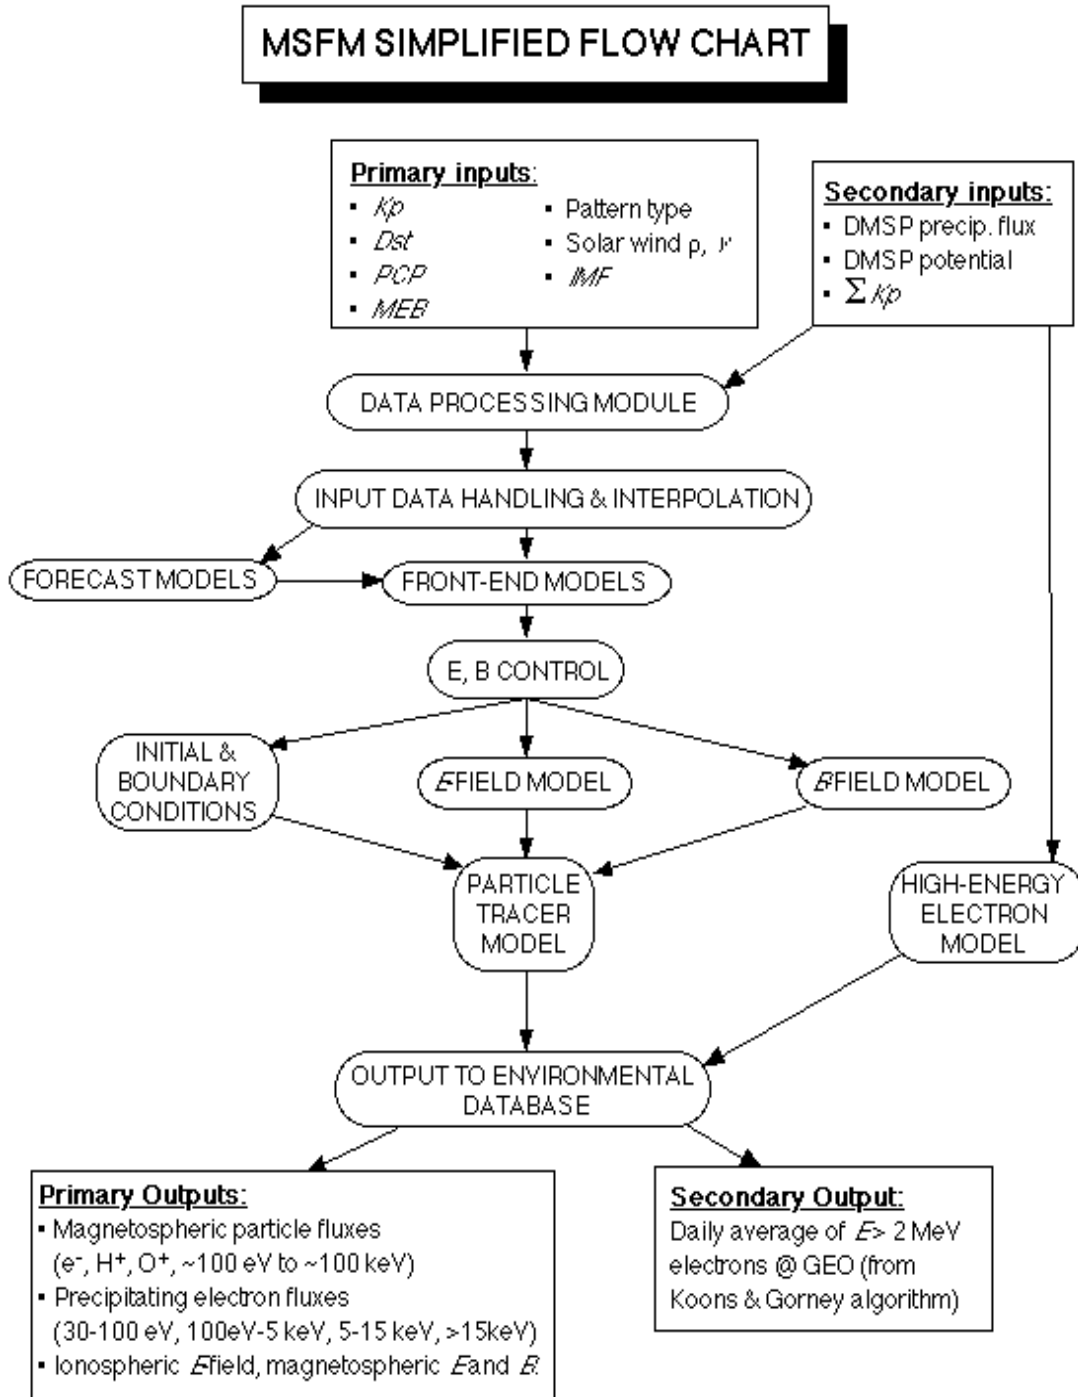 MSFM SIMPLIFIED FLOW CHART
Primary inputs:
▪ Kp
▪ Dst
▪ PCP
▪ MEB
▪ Pattern type
▪ Solar wind ρ, v
▪ IMF
Secondary inputs:
▪ DMSP precip. flux
▪ DMSP potential
▪ Σ Kp
DATA PROCESSING MODULE
INPUT DATA HANDLING & INTERPOLATION
FORECAST MODELS
FRONT-END MODELS
E, B CONTROL
INITIAL &
BOUNDARY
CONDITIONS
E-FIELD MODEL
B-FIELD MODEL
PARTICLE
TRACER
MODEL
HIGH-ENERGY
ELECTRON
MODEL
OUTPUT TO ENVIRONMENTAL
DATABASE
Primary Outputs:
▪ Magnetospheric particle fluxes
(e-, H+, O+, ~100 eV to ~100 keV)
▪ Precipitating electron fluxes
(30-100 eV, 100eV-5 keV, 5-15 keV, >15keV)
▪ Ionospheric E-field, magnetospheric E and B.
Secondary Output:
Daily average of E> 2 MeV
electrons @ GEO (from
Koons & Gorney algorithm)